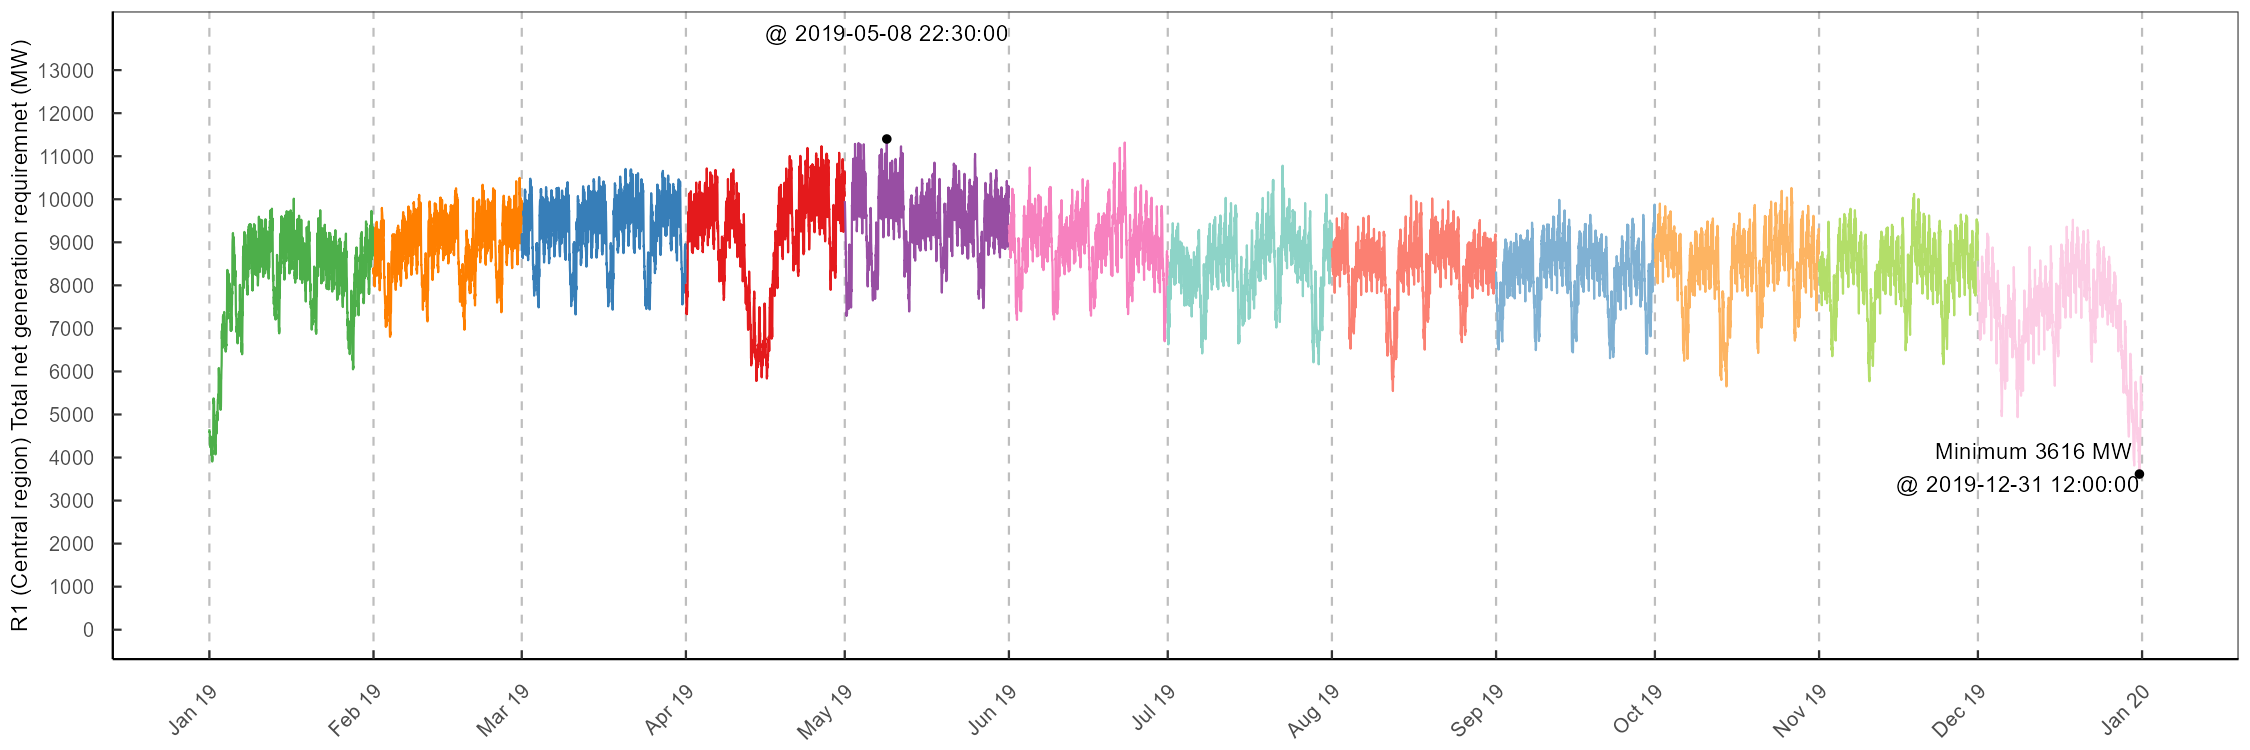 @ 2019-05-08 22:30:00
R1 (Central region) Total net generation requiremnet (MW)
13000
12000
11000
10000
9000
8000
7000
6000
5000
4000
3000
2000
1000
0
Minimum 3616 MW
@ 2019-12-31 12:00:00
Jan 19
Feb 19
Mar 19
Apr 19
May 19
Jun 19
Jul 19
Aug 19
Sep 19
Oct 19
Nov 19
Dec 19
Jan 20